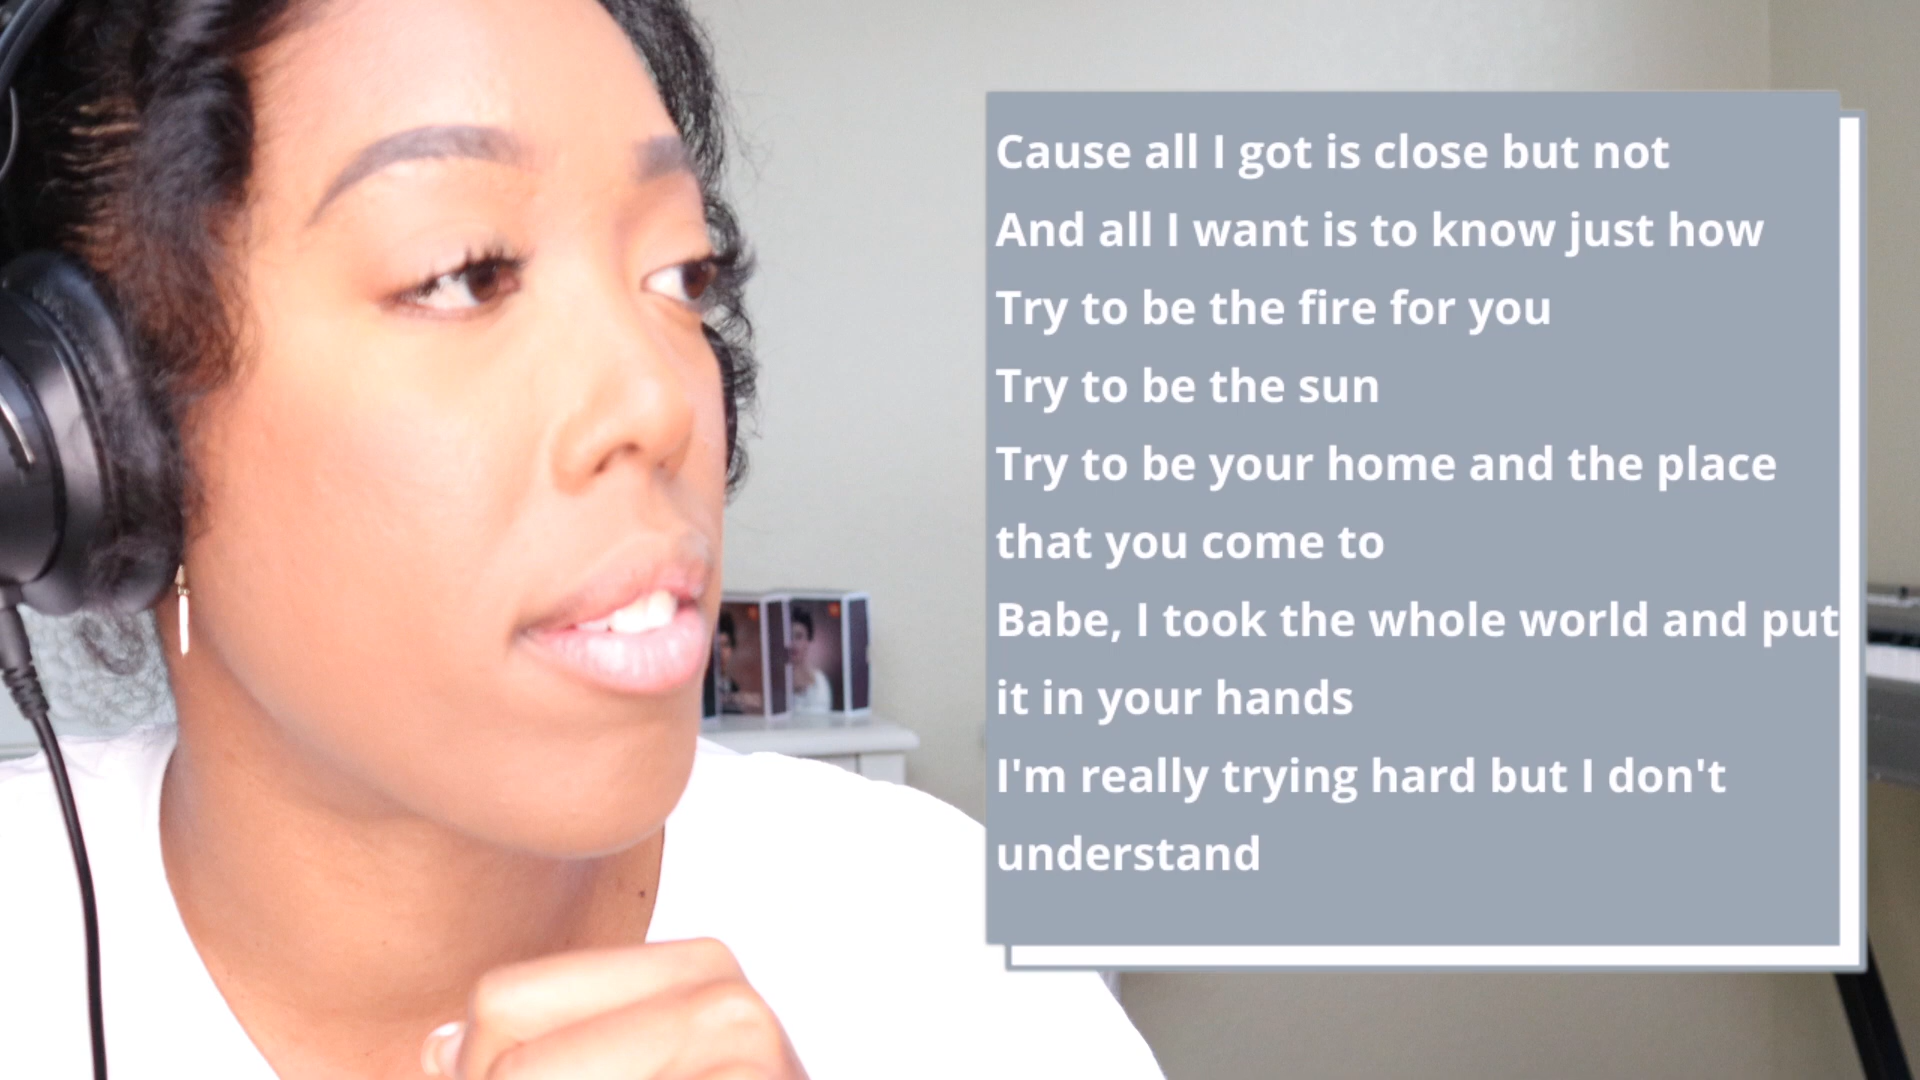 Cause all I got is close but not
And all I want is to know just how
Try to be the fire for you
Try to be the sun
Try to be your home and the place
that you come to
Babe, I took the whole world and put
it in your hands
I'm really trying hard but I don't
understand